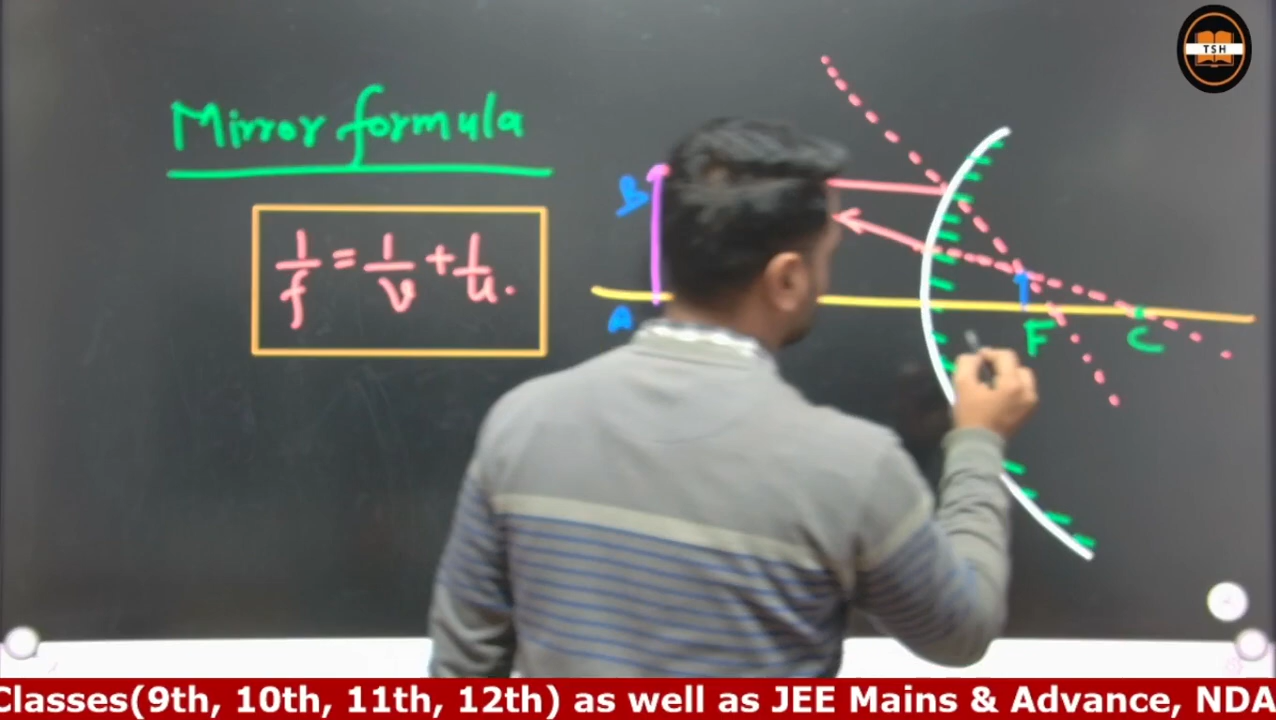 TSH
Mirror formula
1/f = 1/v + 1/u.
B
A
F
C
Classes(9th, 10th, 11th, 12th) as well as JEE Mains & Advance, NDA